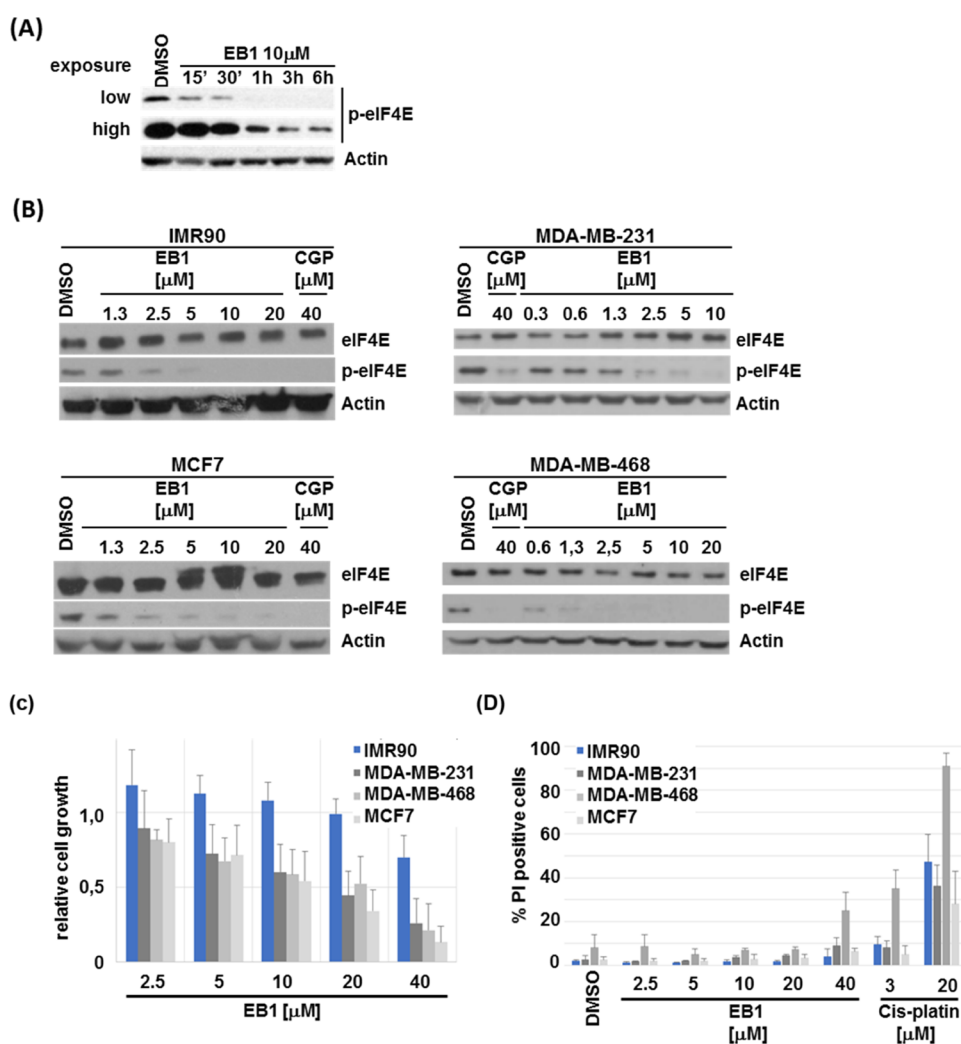 (A)
exposure DMSO EB1 10μM
15' 30' 1h 3h 6h
low
high
p-eIF4E
Actin
(B)
IMR90
DMSO EB1 [μM] CGP [μM]
1.3 2.5 5 10 20 40
eIF4E
p-eIF4E
Actin
MDA-MB-231
DMSO CGP [μM] EB1 [μM]
40 0.3 0.6 1.3 2.5 5 10
eIF4E
p-eIF4E
Actin
MCF7
DMSO EB1 [μM] CGP [μM]
1.3 2.5 5 10 20 40
eIF4E
p-eIF4E
Actin
MDA-MB-468
DMSO CGP [μM] EB1 [μM]
40 0.6 1,3 2,5 5 10 20
eIF4E
p-eIF4E
Actin
(c)
relative cell growth
1,0
0,5
0
IMR90
MDA-MB-231
MDA-MB-468
MCF7
2.5 5 10 20 40
EB1 [μM]
(D)
% PI positive cells
100
80
60
40
20
0
IMR90
MDA-MB-231
MDA-MB-468
MCF7
DMSO 2.5 5 10 20 40 3 20
EB1 Cis-platin
[μM] [μM]